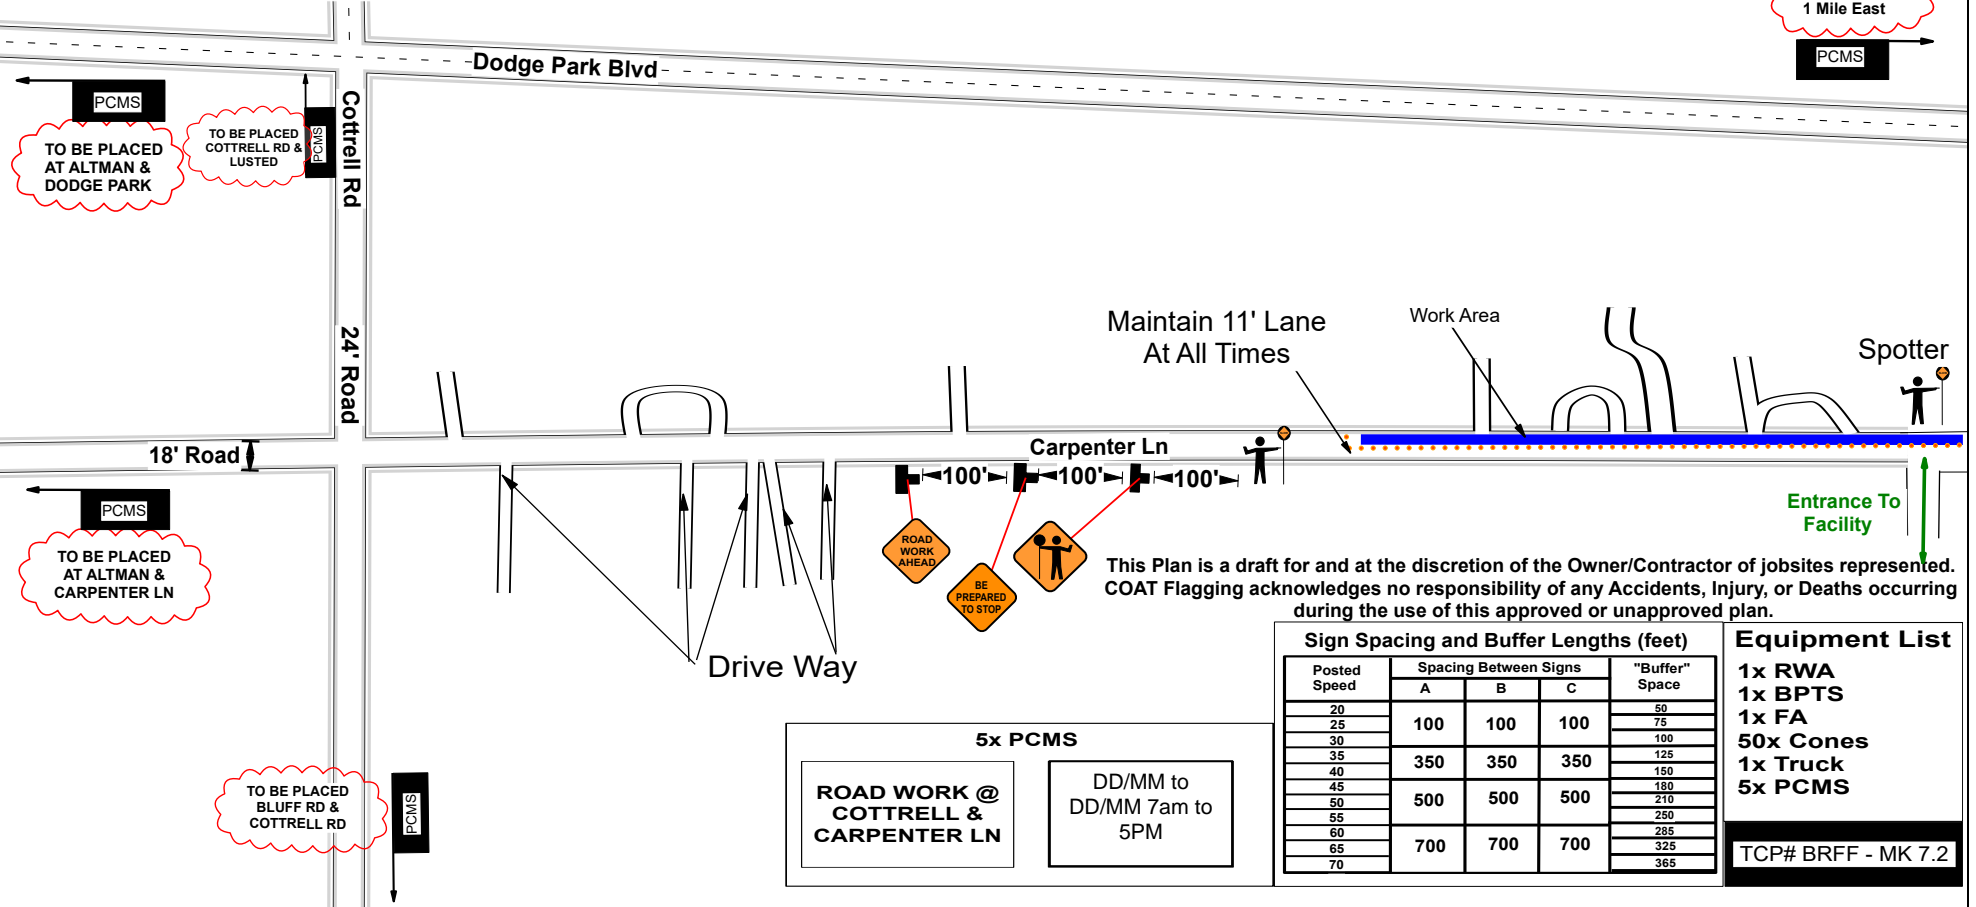 1 Mile East
PCMS
Dodge Park Blvd
PCMS
TO BE PLACED
AT ALTMAN &
DODGE PARK
TO BE PLACED
COTTRELL RD &
LUSTED
PCMS
Cottrell Rd
24' Road
18' Road
Maintain 11' Lane
At All Times
Work Area
Spotter
Carpenter Ln
100'
100'
100'
PCMS
TO BE PLACED
AT ALTMAN &
CARPENTER LN
ROAD
WORK
AHEAD
BE
PREPARED
TO STOP
Entrance To
Facility
Drive Way
This Plan is a draft for and at the discretion of the Owner/Contractor of jobsites represented.
COAT Flagging acknowledges no responsibility of any Accidents, Injury, or Deaths occurring
during the use of this approved or unapproved plan.
TO BE PLACED
BLUFF RD &
COTTRELL RD
PCMS
5x PCMS
ROAD WORK @
COTTRELL &
CARPENTER LN
DD/MM to
DD/MM 7am to
5PM
Sign Spacing and Buffer Lengths (feet)
Posted
Speed
Spacing Between Signs
"Buffer"
Space
A B C
20 50
25 100 100 100 75
30 100
35 125
350 350 350
40 150
45 180
50 500 500 500 210
55 250
60 285
65 700 700 700 325
70 365
Equipment List
1x RWA
1x BPTS
1x FA
50x Cones
1x Truck
5x PCMS
TCP# BRFF - MK 7.2